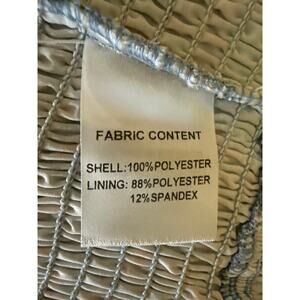 FABRIC CONTENT
SHELL:100%POLYESTER
LINING: 88%POLYESTER
12%SPANDEX